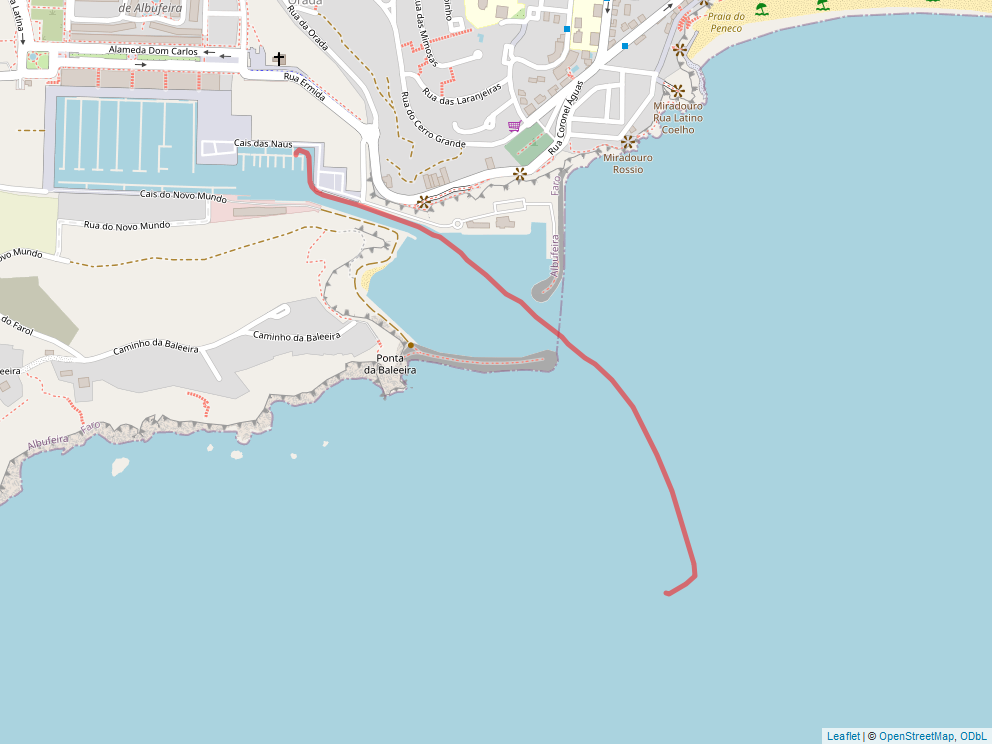 Orada
Rua da Orada
Rua das Mimosas
Praia do
Peneco
a Latina
de Albufeira
Alameda Dom Carlos
Rua Ermida
Rua das Laranjeiras
Rua do Cerro Grande
Rua Coronel Águas
Miradouro
Rua Latino
Coelho
Miradouro
Rossio
Cais das Naus
Cais do Novo Mundo
Rua do Novo Mundo
ovo Mundo
Faro
Albufeira
do Farol
Caminho da Baleeira
Caminho da Baleeira
eeira
Ponta
da Baleeira
Albufeira
Faro
Leaflet | © OpenStreetMap, ODbL